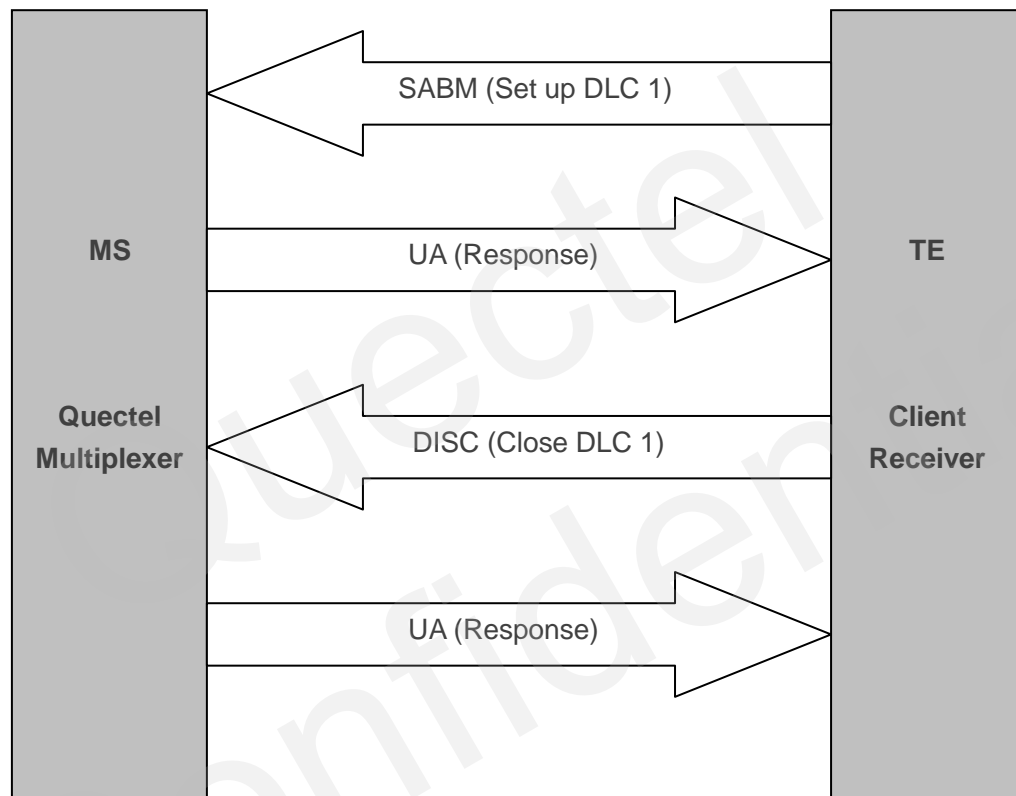 SABM (Set up DLC 1)
MS
UA (Response)
TE
Quectel
Multiplexer
DISC (Close DLC 1)
Client
Receiver
UA (Response)
Quectel